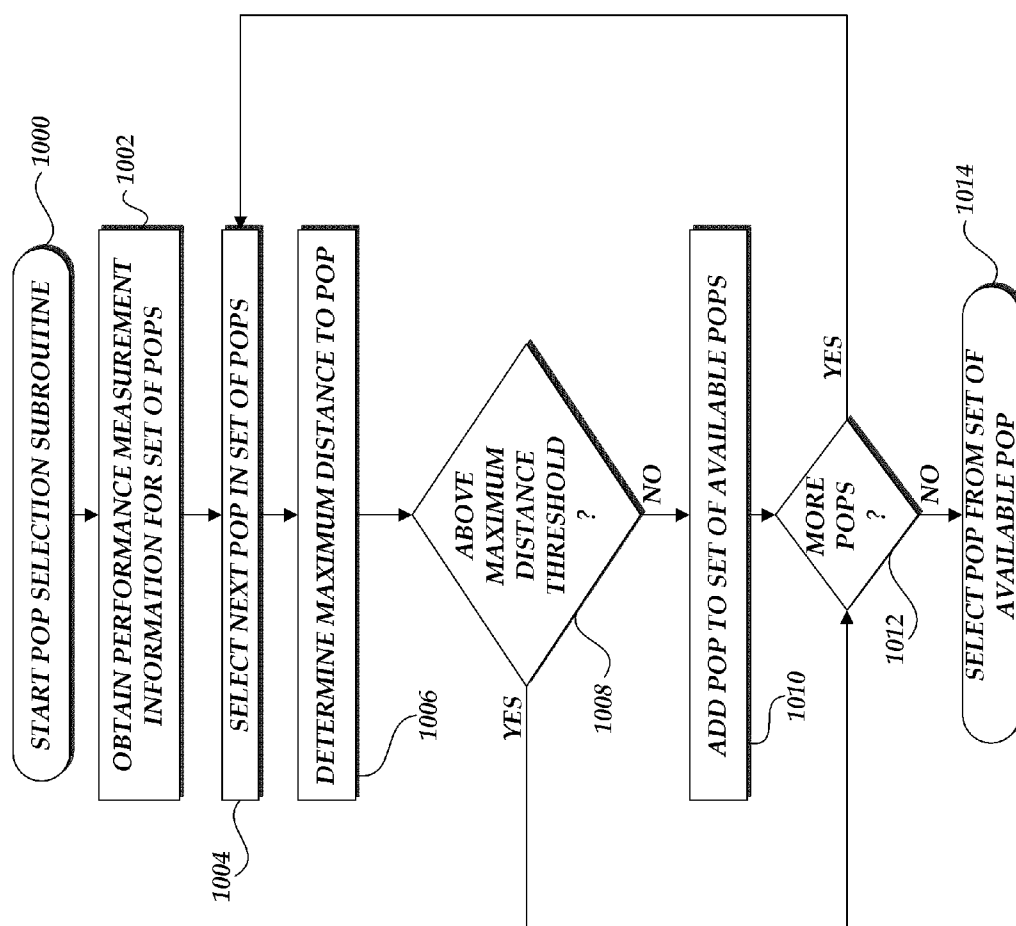 START POP SELECTION SUBROUTINE
1000
OBTAIN PERFORMANCE MEASUREMENT
INFORMATION FOR SET OF POPS
1002
SELECT NEXT POP IN SET OF POPS
1004
DETERMINE MAXIMUM DISTANCE TO POP
1006
ABOVE
MAXIMUM
DISTANCE
THRESHOLD
?
1008
YES
NO
ADD POP TO SET OF AVAILABLE POPS
1010
MORE
POPS
?
1012
YES
NO
SELECT POP FROM SET OF
AVAILABLE POP
1014